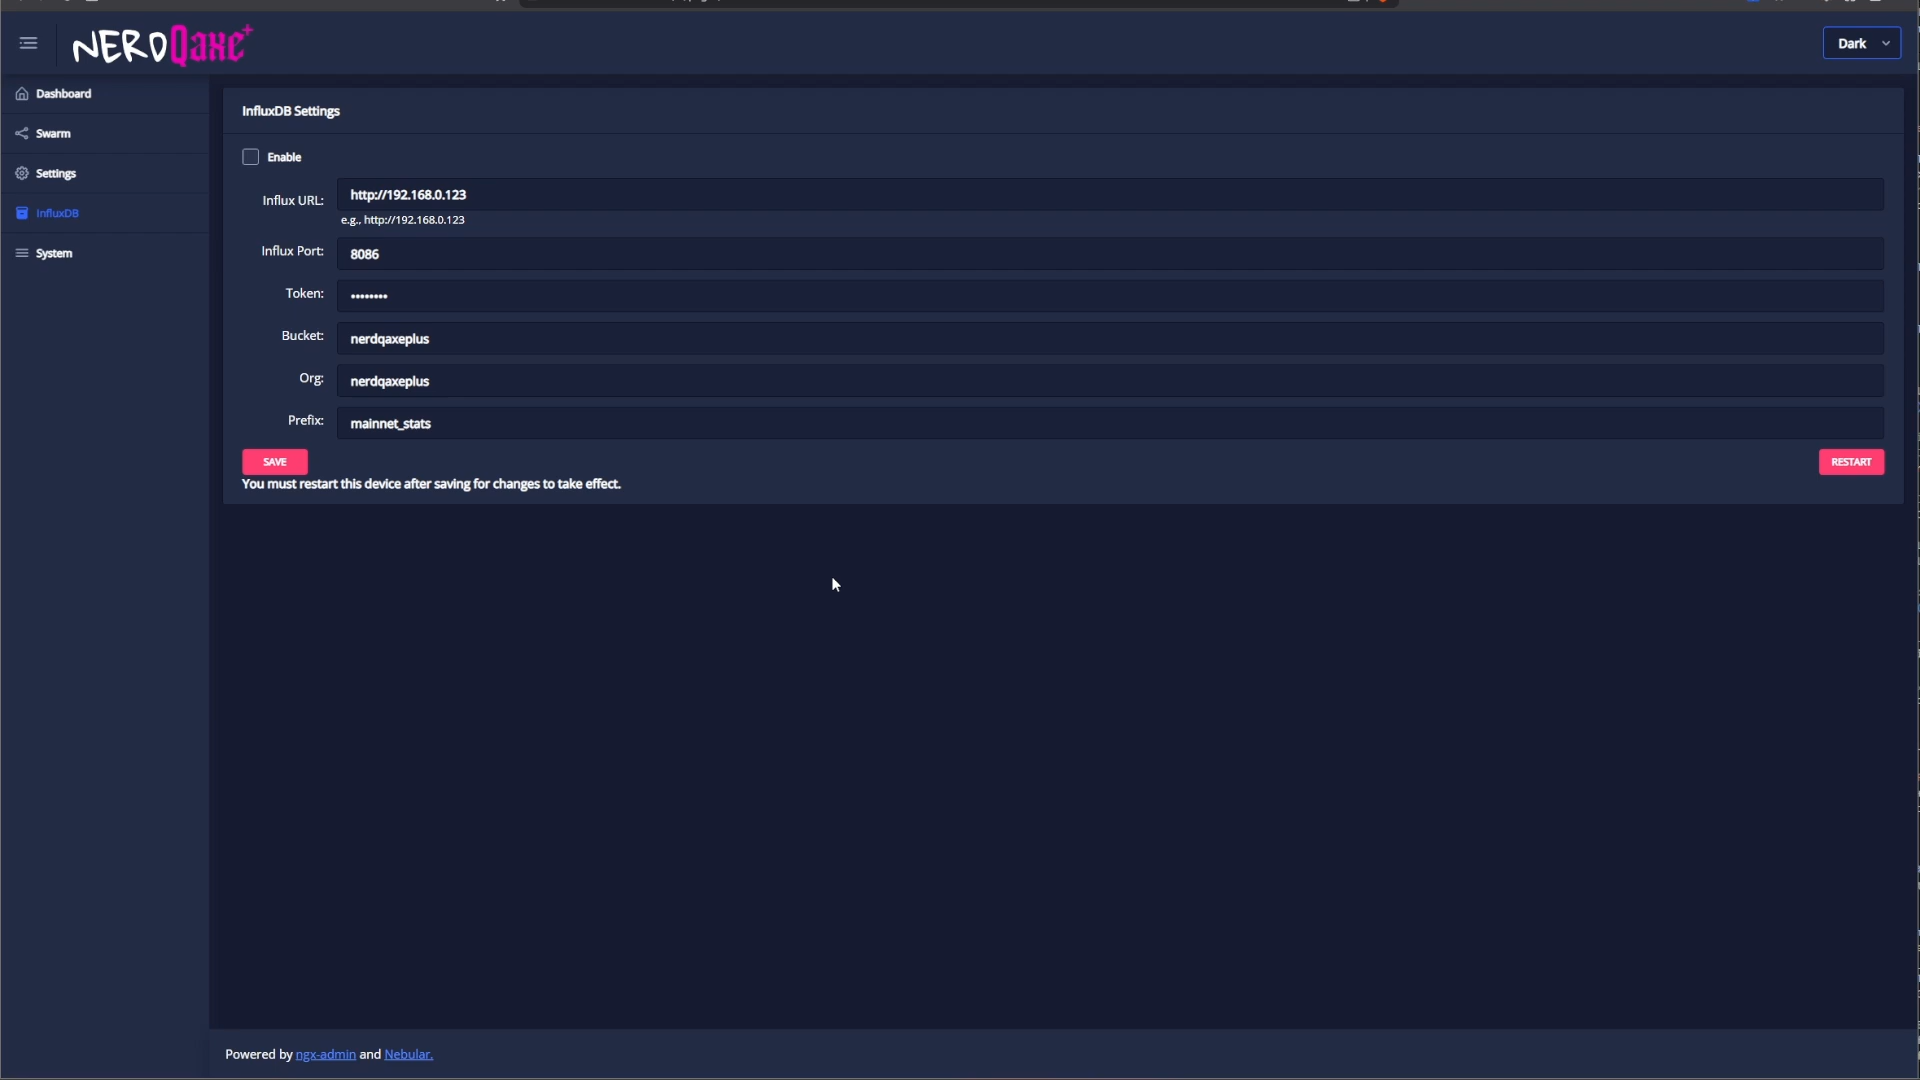 NERDQaxe+
Dark
Dashboard
Swarm
Settings
InfluxDB
System
InfluxDB Settings
Enable
Influx URL: http://192.168.0.123
e.g., http://192.168.0.123
Influx Port: 8086
Token: ••••••••
Bucket: nerdqaxeplus
Org: nerdqaxeplus
Prefix: mainnet_stats
SAVE
RESTART
You must restart this device after saving for changes to take effect.
Powered by ngx-admin and Nebular.